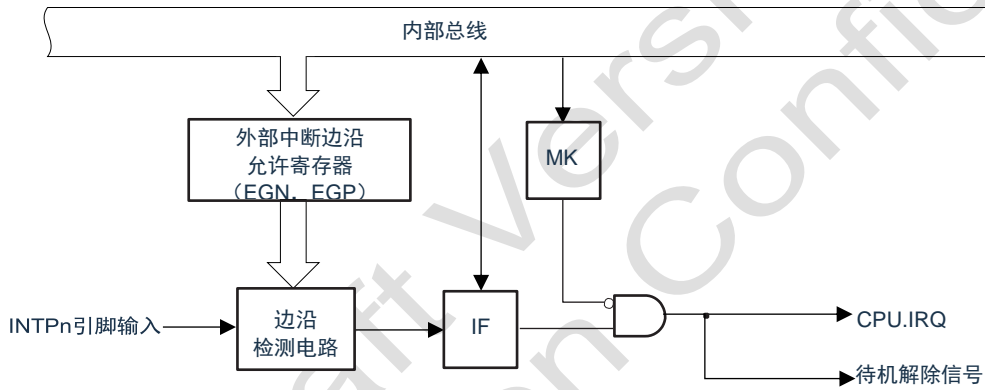 内部总线
外部中断边沿
允许寄存器
（EGN、EGP）
MK
INTPn引脚输入
边沿
检测电路
IF
CPU.IRQ
待机解除信号